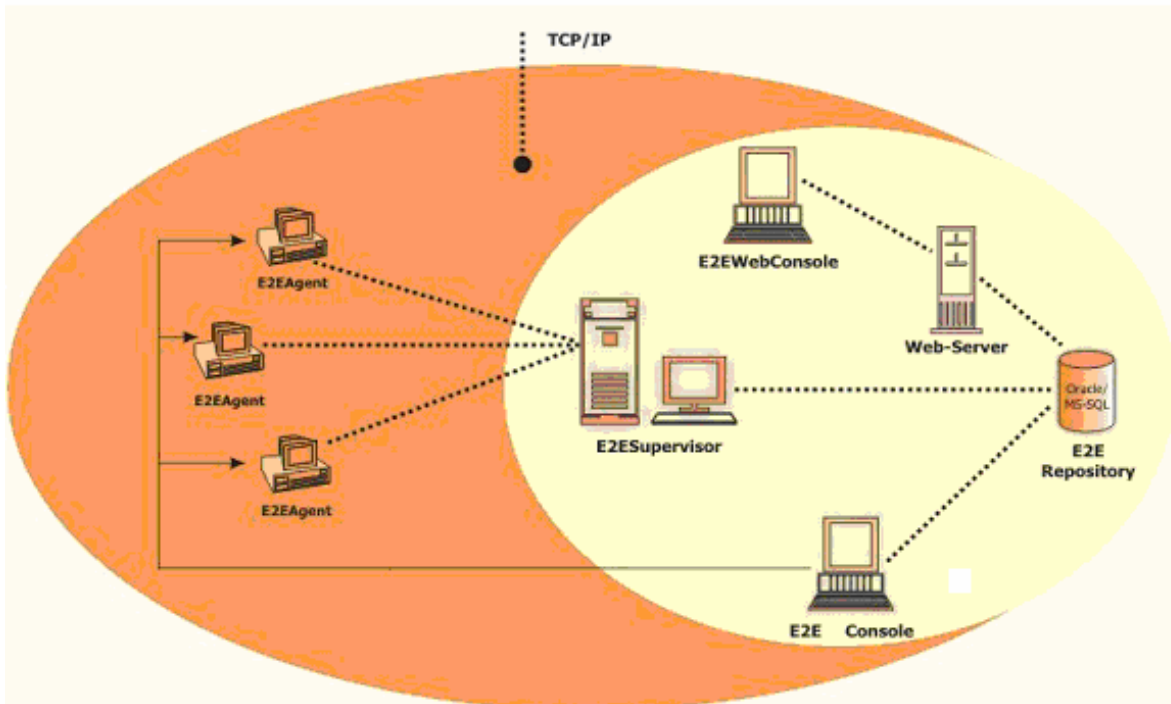 TCP/IP
E2EWebConsole
E2EAgent
Web-Server
E2EAgent
Oracle/
MS-SQL
E2ESupervisor
E2E
Repository
E2EAgent
E2E Console